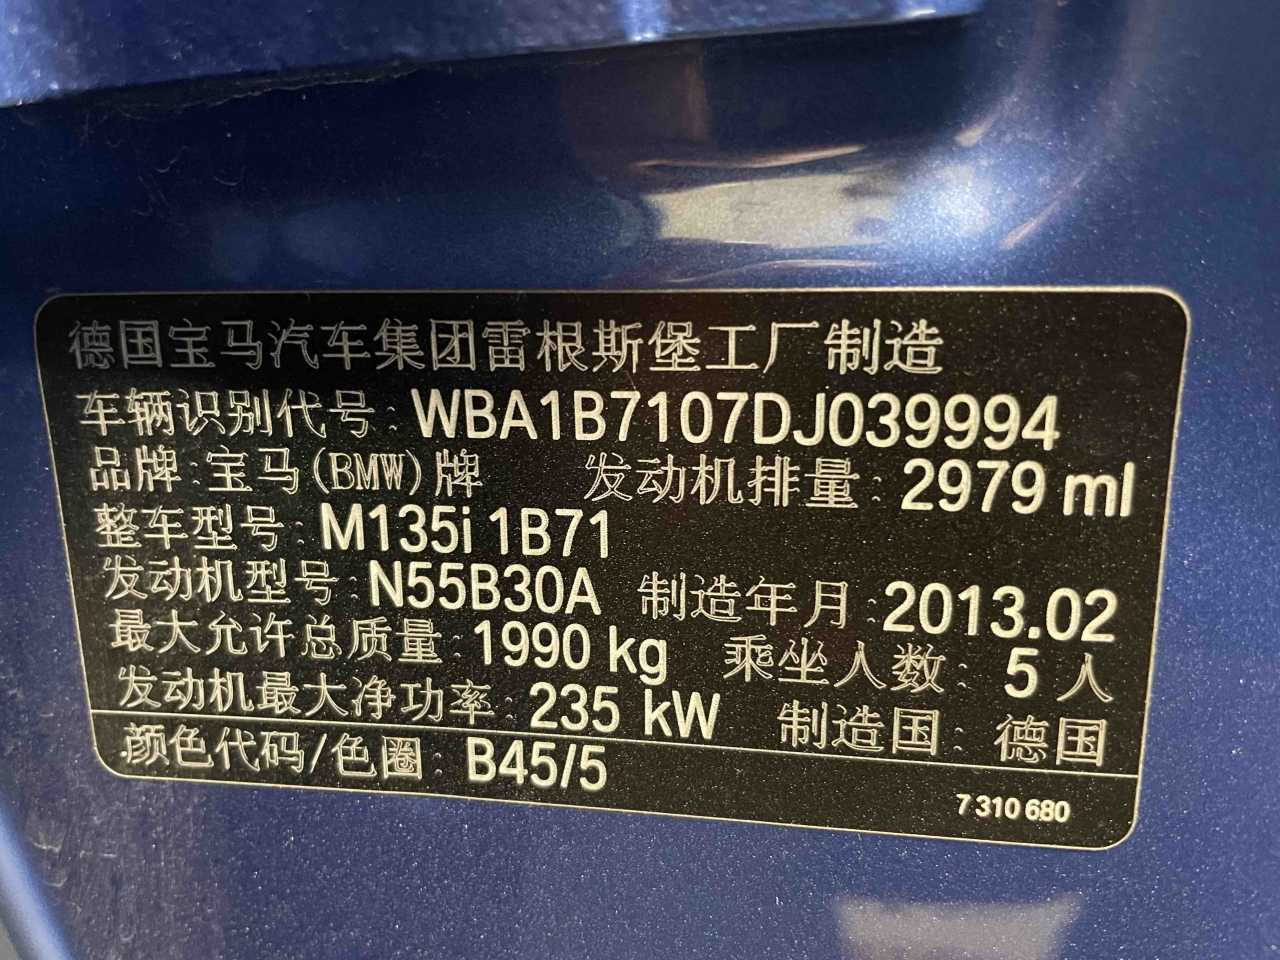 德国宝马汽车集团雷根斯堡工厂制造
车辆识别代号: WBA1B7107DJ039994
品牌: 宝马(BMW)牌 发动机排量: 2979 ml
整车型号: M135i 1B71
发动机型号: N55B30A 制造年月: 2013.02
最大允许总质量: 1990 kg 乘坐人数: 5 人
发动机最大净功率: 235 kW 制造国: 德国
颜色代码/色圈: B45/5
7 310 680